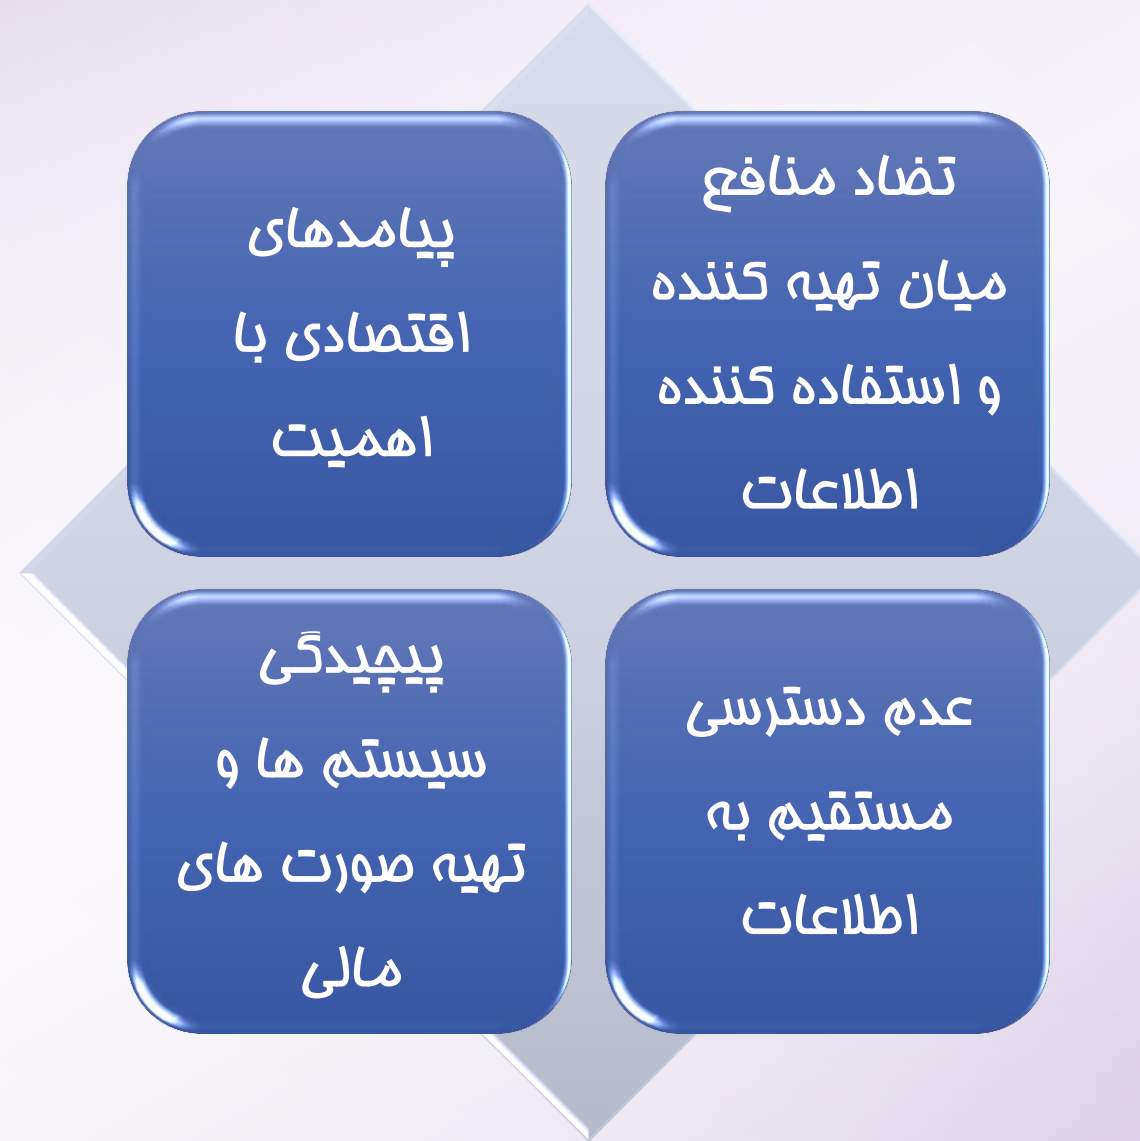 تضاد منافع
میان تهیه کننده
و استفاده کننده
اطلاعات
پیامدهای
اقتصادی با
اهمیت
عدم دسترسی
مستقیم به
اطلاعات
پیچیدگی
سیستم ها و
تهیه صورت های
مالی